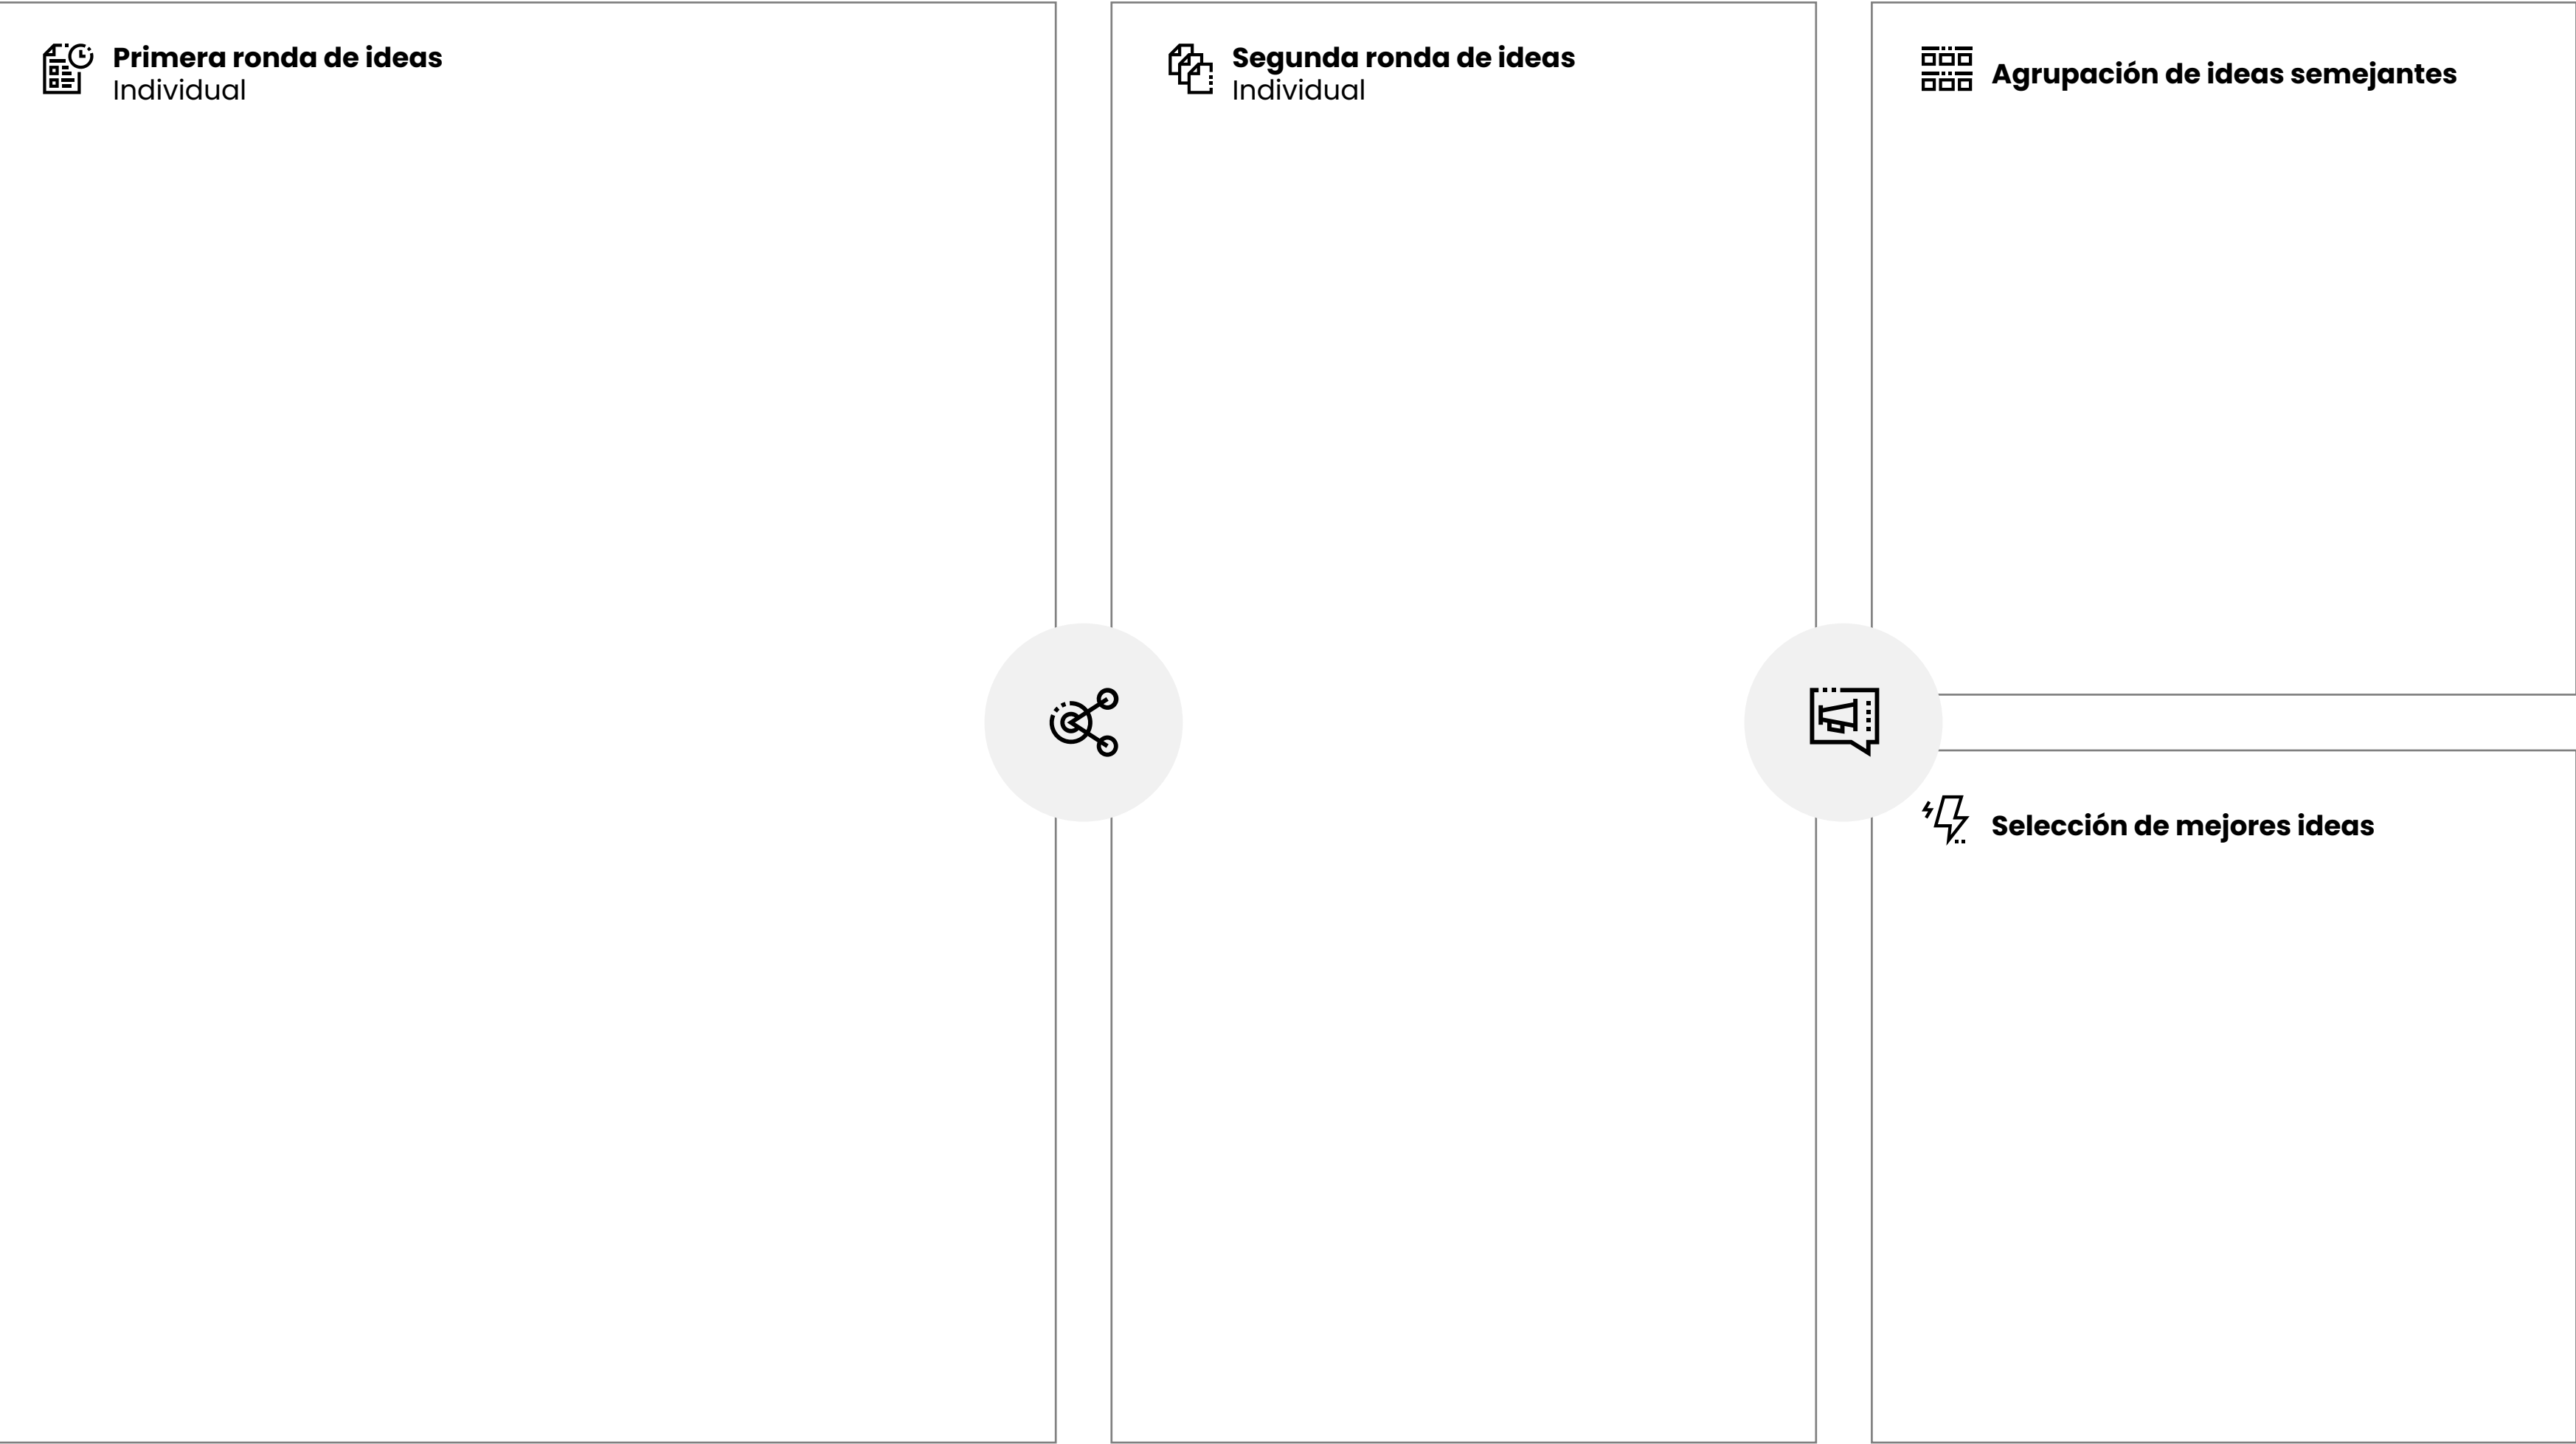 Primera ronda de ideas
Individual
Segunda ronda de ideas
Individual
Agrupación de ideas semejantes
Selección de mejores ideas